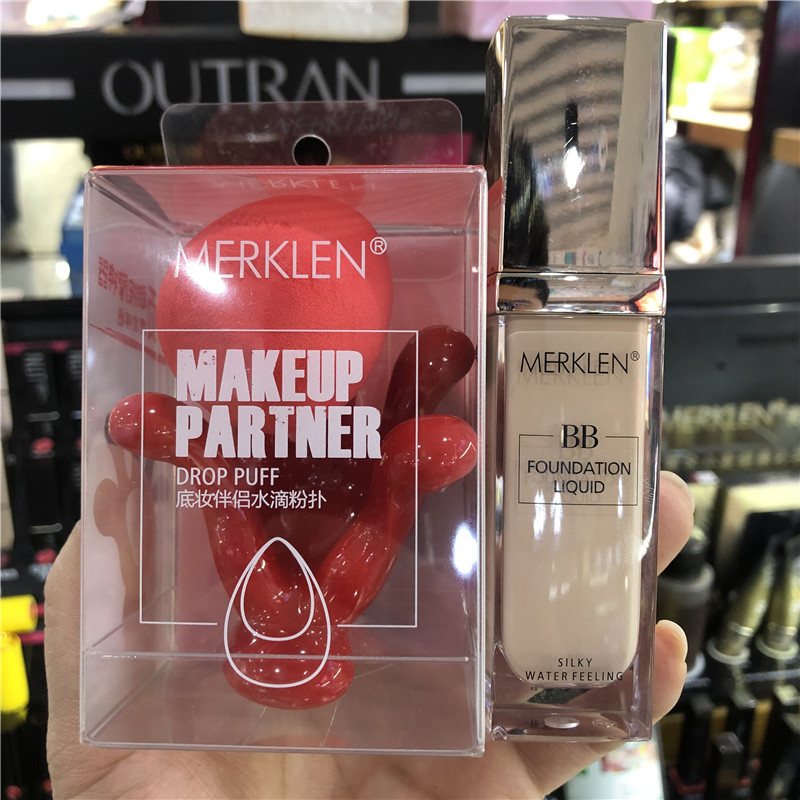 OUTRAN
MERKLEN®
MAKEUP
PARTNER
DROP PUFF
底妆伴侣水滴粉扑
MERKLEN®
BB
FOUNDATION
LIQUID
SILKY
WATER FEELING
MERKLEN